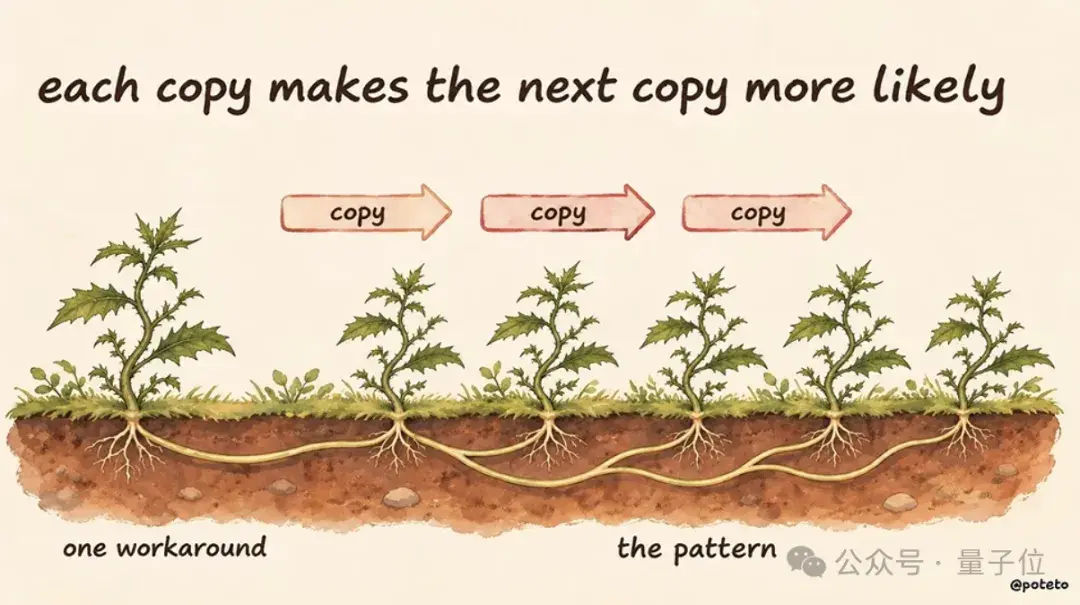 each copy makes the next copy more likely
copy
copy
copy
one workaround
the pattern
公众号 · 量子位
@poteto